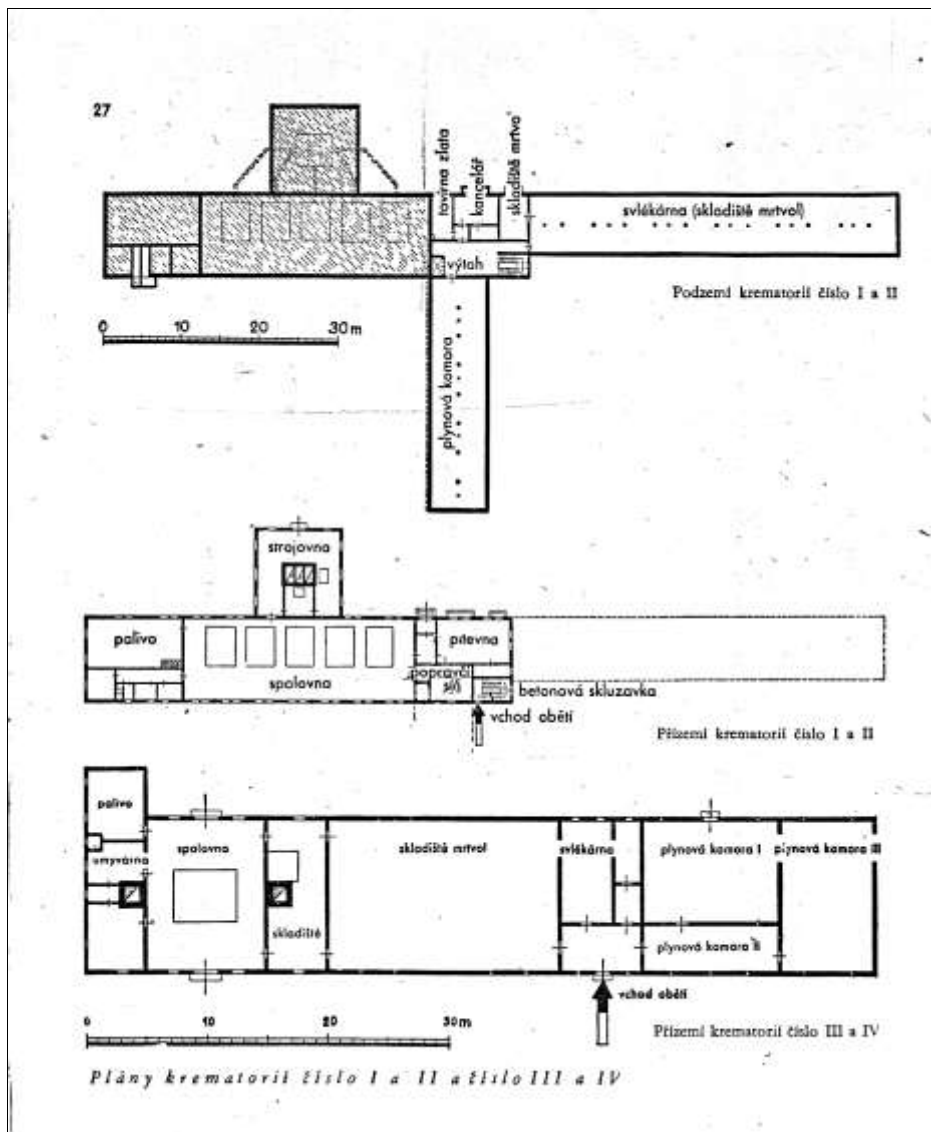 27
tavírna zlata
kancelář
skladiště mrtvo
svlékárna (skladiště mrtvol)
výtah
Podzemí krematorií číslo I a II
0 10 20 30 m
plynová komora
strojovna
palivo
pitevna
popravčí
síň
spalovna
betonová skluzavka
vchod obětí
Přízemí krematorií číslo I a II
palivo
umývárna
spalovna
skladiště mrtvol
svlékárna
plynová komora I
plynová komora III
skladiště
plynová komora II
vchod obětí
0 10 20 30 m
Přízemí krematorií číslo III a IV
Plány krematorií číslo I a II a číslo III a IV